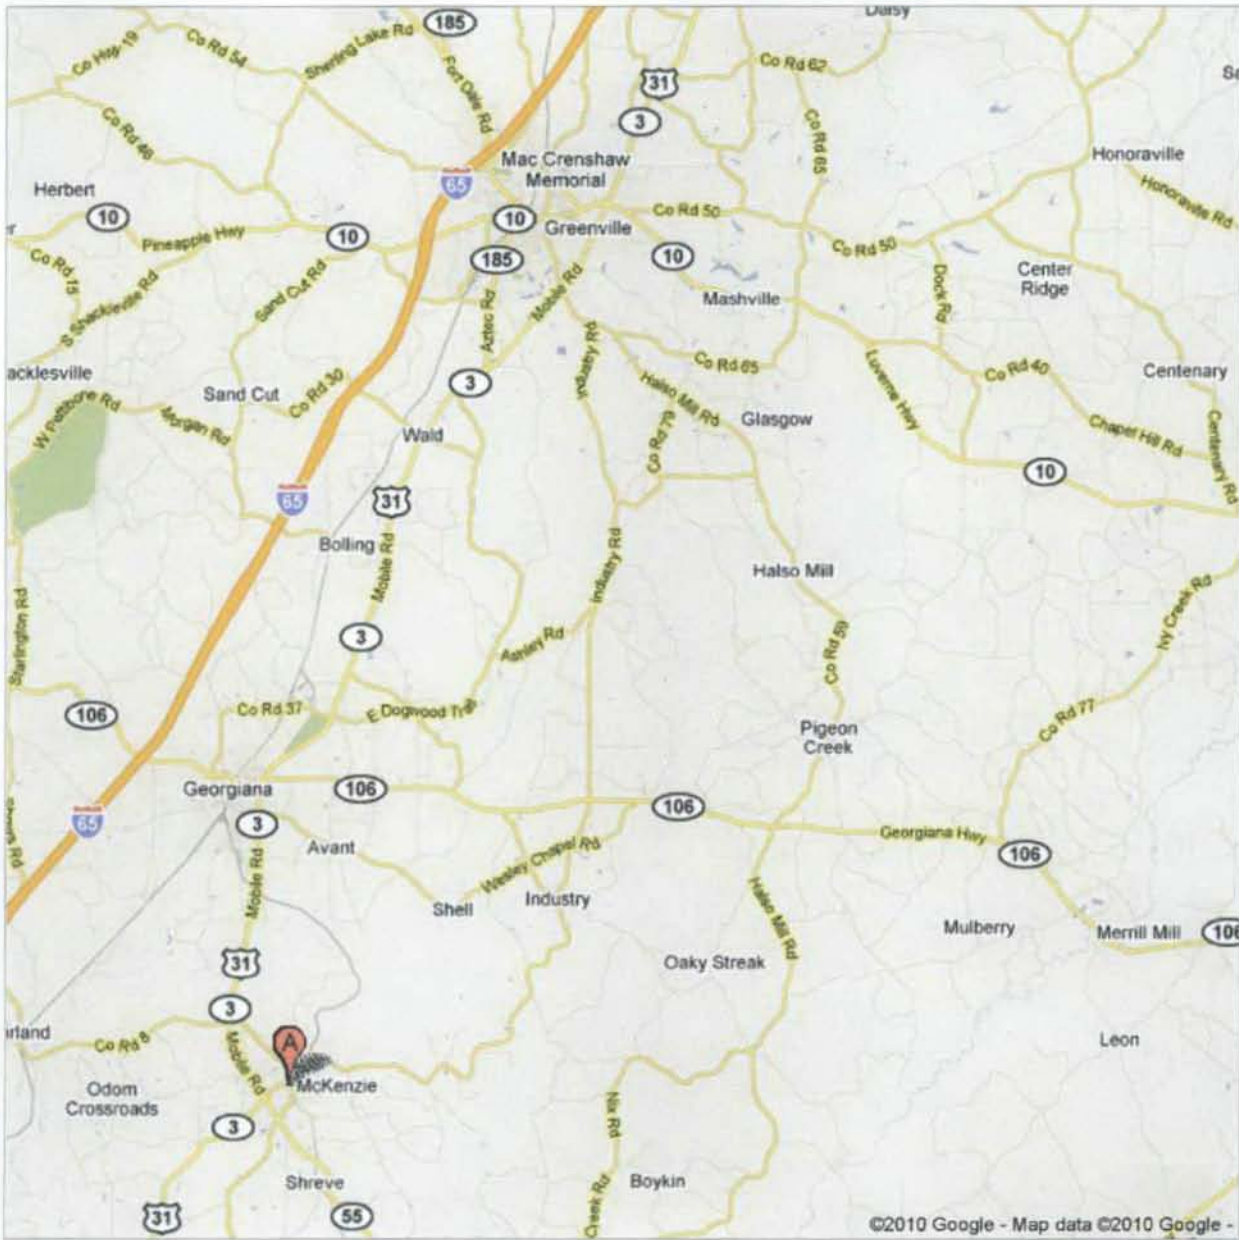 Daisy
185
Co Hwy-19
Co Rd 54
Sherling Lake Rd
Fort Dale Rd
31
Co Rd 62
3
Co Rd 46
Co Rd 65
Mac Crenshaw
Memorial
Honoraville
65
Herbert
Honoraville Rd
10
10
Co Rd 50
Pineapple Hwy
10
Greenville
Co Rd 50
10
185
Co Rd 15
S Shackleville Rd
Sand Cut Rd
Mobile Rd
Center
Ridge
Dock Rd
Mashville
Aztec Rd
Industry Rd
Co Rd 65
Luverne Hwy
Co Rd 40
Centenary
acklesville
3
Sand Cut
Co Rd 30
Halso Mill Rd
W Pettibone Rd
Morgan Rd
Wald
Co Rd 79
Glasgow
Chapel Hill Rd
Centenary Rd
10
65
31
Bolling
Mobile Rd
Industry Rd
Halso Mill
Ivy Creek Rd
Starlington Rd
3
Ashley Rd
Co Rd 59
106
Co Rd 37
E Dogwood Trail
Co Rd 77
Pigeon
Creek
Georgiana
106
106
65
3
Georgiana Hwy
Avant
Wesley Chapel Rd
106
Mobile Rd
Shell
Industry
Halso Mill Rd
Mulberry
Merrill Mill
106
31
Oaky Streak
3
rland
Co Rd 8
Mobile Rd
A
Leon
Odom
Crossroads
McKenzie
3
Nix Rd
Shreve
Boykin
31
55
Creek Rd
©2010 Google - Map data ©2010 Google -